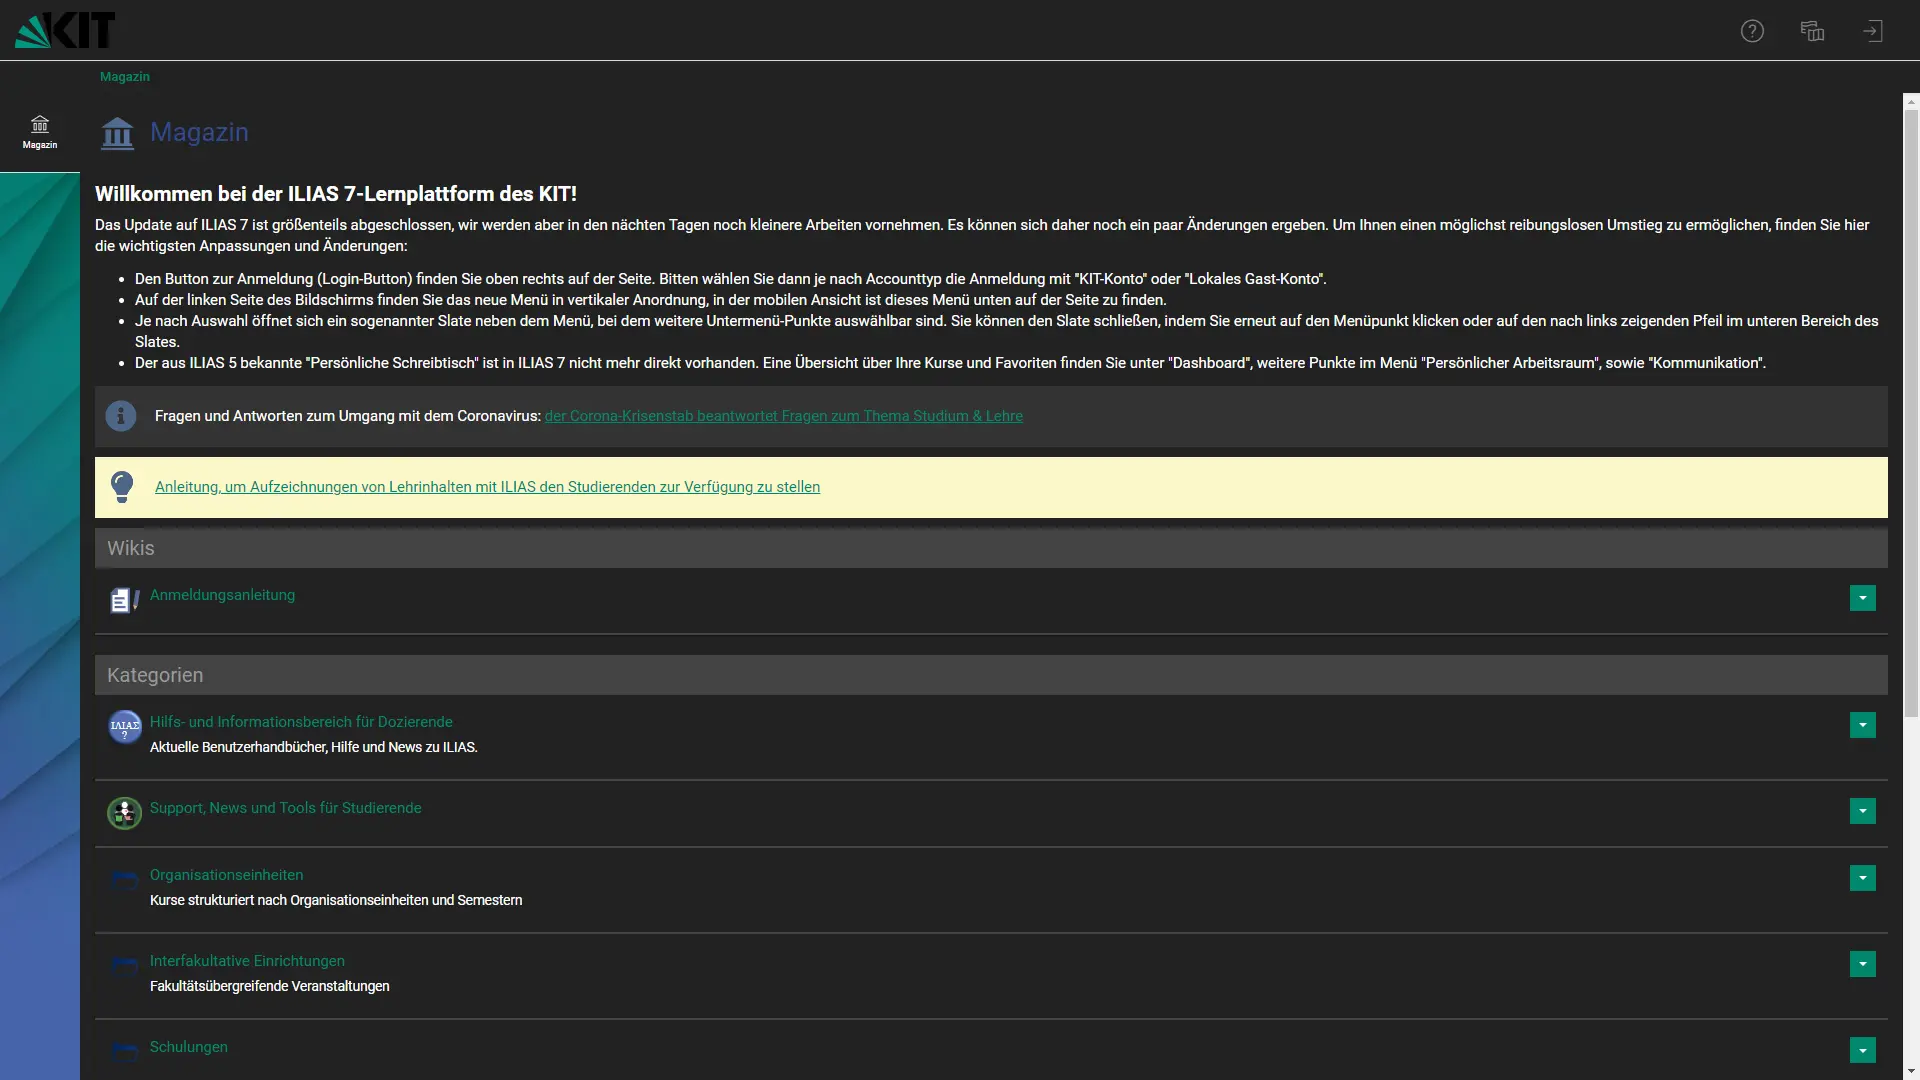 KIT
Magazin
Magazin
Magazin
Willkommen bei der ILIAS 7-Lernplattform des KIT!
Das Update auf ILIAS 7 ist größtenteils abgeschlossen, wir werden aber in den nächten Tagen noch kleinere Arbeiten vornehmen. Es können sich daher noch ein paar Änderungen ergeben. Um Ihnen einen möglichst reibungslosen Umstieg zu ermöglichen, finden Sie hier
die wichtigsten Anpassungen und Änderungen:
• Den Button zur Anmeldung (Login-Button) finden Sie oben rechts auf der Seite. Bitten wählen Sie dann je nach Accounttyp die Anmeldung mit "KIT-Konto" oder "Lokales Gast-Konto".
• Auf der linken Seite des Bildschirms finden Sie das neue Menü in vertikaler Anordnung, in der mobilen Ansicht ist dieses Menü unten auf der Seite zu finden.
• Je nach Auswahl öffnet sich ein sogenannter Slate neben dem Menü, bei dem weitere Untermenü-Punkte auswählbar sind. Sie können den Slate schließen, indem Sie erneut auf den Menüpunkt klicken oder auf den nach links zeigenden Pfeil im unteren Bereich des
Slates.
• Der aus ILIAS 5 bekannte "Persönliche Schreibtisch" ist in ILIAS 7 nicht mehr direkt vorhanden. Eine Übersicht über Ihre Kurse und Favoriten finden Sie unter "Dashboard", weitere Punkte im Menü "Persönlicher Arbeitsraum", sowie "Kommunikation".
Fragen und Antworten zum Umgang mit dem Coronavirus: der Corona-Krisenstab beantwortet Fragen zum Thema Studium & Lehre
Anleitung, um Aufzeichnungen von Lehrinhalten mit ILIAS den Studierenden zur Verfügung zu stellen
Wikis
Anmeldungsanleitung
Kategorien
ΙΛΙΑΣ
?
Hilfs- und Informationsbereich für Dozierende
Aktuelle Benutzerhandbücher, Hilfe und News zu ILIAS.
Support, News und Tools für Studierende
Organisationseinheiten
Kurse strukturiert nach Organisationseinheiten und Semestern
Interfakultative Einrichtungen
Fakultätsübergreifende Veranstaltungen
Schulungen